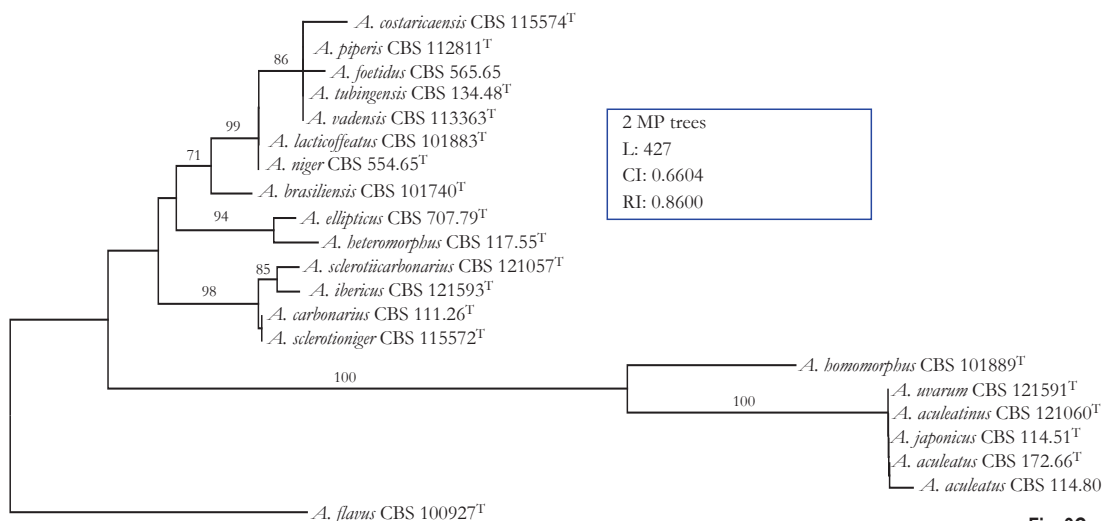 A. costaricaensis CBS 115574T
86
A. piperis CBS 112811T
A. foetidus CBS 565.65
A. tubingensis CBS 134.48T
A. vadensis CBS 113363T
99
A. lacticoffeatus CBS 101883T
71
A. niger CBS 554.65T
A. brasiliensis CBS 101740T
94
A. ellipticus CBS 707.79T
A. heteromorphus CBS 117.55T
85
A. sclerotiicarbonarius CBS 121057T
98
A. ibericus CBS 121593T
A. carbonarius CBS 111.26T
A. sclerotioniger CBS 115572T
2 MP trees
L: 427
CI: 0.6604
RI: 0.8600
100
A. homomorphus CBS 101889T
100
A. uvarum CBS 121591T
A. aculeatinus CBS 121060T
A. japonicus CBS 114.51T
A. aculeatus CBS 172.66T
A. aculeatus CBS 114.80
A. flavus CBS 100927T